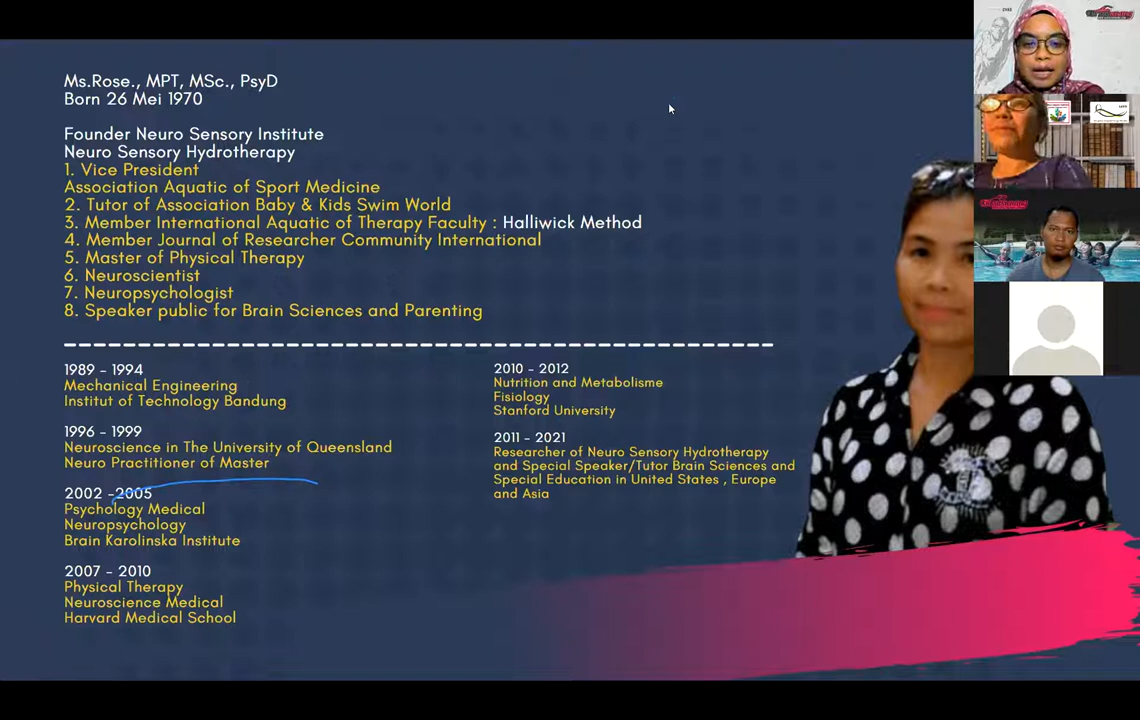 Ms.Rose., MPT, MSc., PsyD
Born 26 Mei 1970
Founder Neuro Sensory Institute
Neuro Sensory Hydrotherapy
1. Vice President
Association Aquatic of Sport Medicine
2. Tutor of Association Baby & Kids Swim World
3. Member International Aquatic of Therapy Faculty : Halliwick Method
4. Member Journal of Researcher Community International
5. Master of Physical Therapy
6. Neuroscientist
7. Neuropsychologist
8. Speaker public for Brain Sciences and Parenting
1989 - 1994
Mechanical Engineering
Institut of Technology Bandung
1996 - 1999
Neuroscience in The University of Queensland
Neuro Practitioner of Master
2002 -2005
Psychology Medical
Neuropsychology
Brain Karolinska Institute
2007 - 2010
Physical Therapy
Neuroscience Medical
Harvard Medical School
2010 - 2012
Nutrition and Metabolisme
Fisiology
Stanford University
2011 - 2021
Researcher of Neuro Sensory Hydrotherapy
and Special Speaker/Tutor Brain Sciences and
Special Education in United States , Europe
and Asia